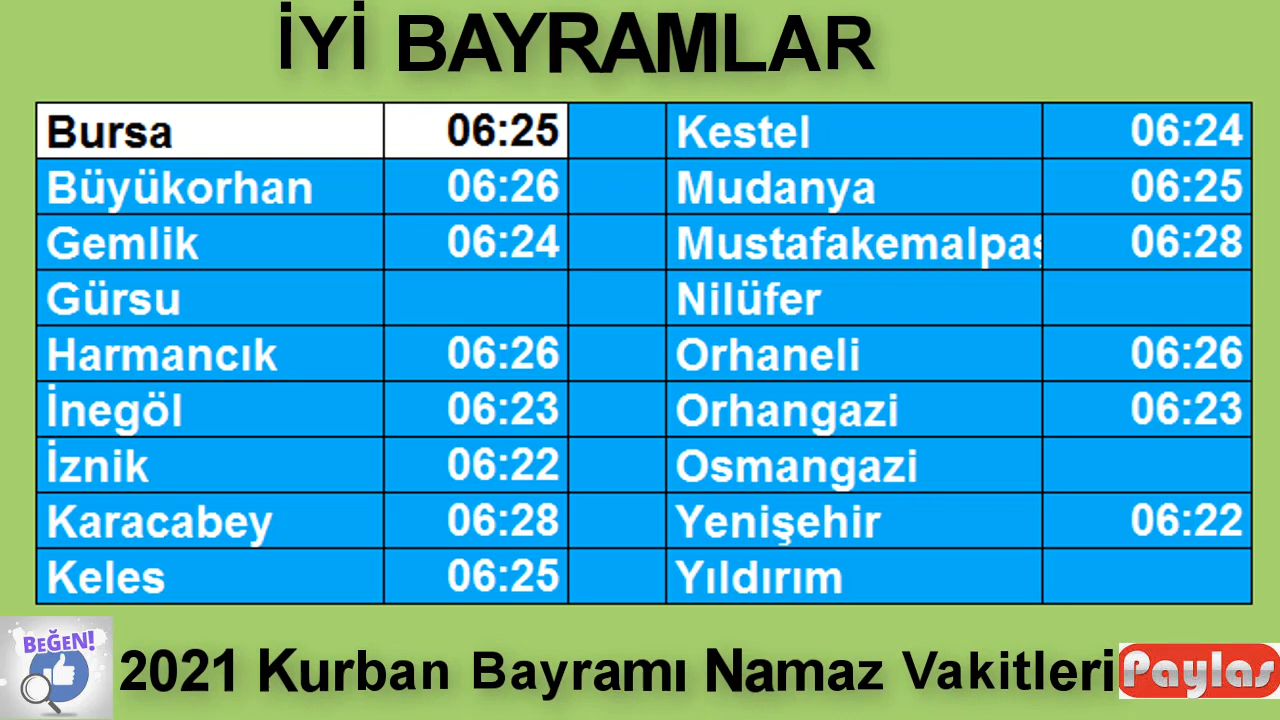 İYİ BAYRAMLAR
Bursa 06:25 Kestel 06:24
Büyükorhan 06:26 Mudanya 06:25
Gemlik 06:24 Mustafakemalpaş 06:28
Gürsu Nilüfer
Harmancık 06:26 Orhaneli 06:26
İnegöl 06:23 Orhangazi 06:23
İznik 06:22 Osmangazi
Karacabey 06:28 Yenişehir 06:22
Keles 06:25 Yıldırım
BEĞEN!
2021 Kurban Bayramı Namaz Vakitleri
Paylas